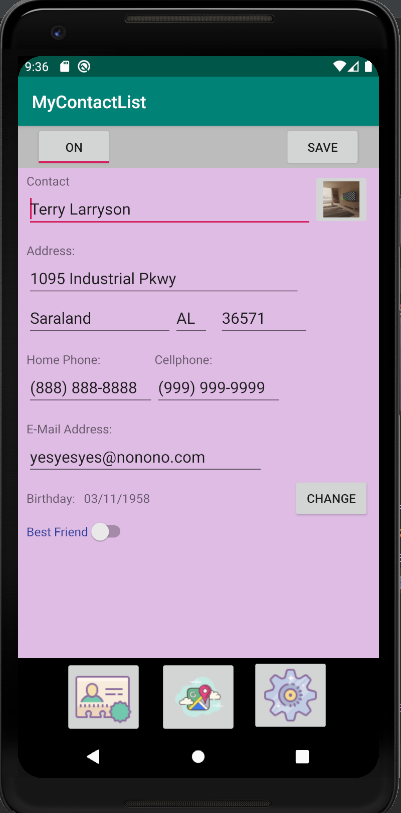 9:36
MyContactList
ON SAVE
Contact
Terry Larryson
Address:
1095 Industrial Pkwy
Saraland AL 36571
Home Phone: Cellphone:
(888) 888-8888 (999) 999-9999
E-Mail Address:
yesyesyes@nonono.com
Birthday: 03/11/1958 CHANGE
Best Friend